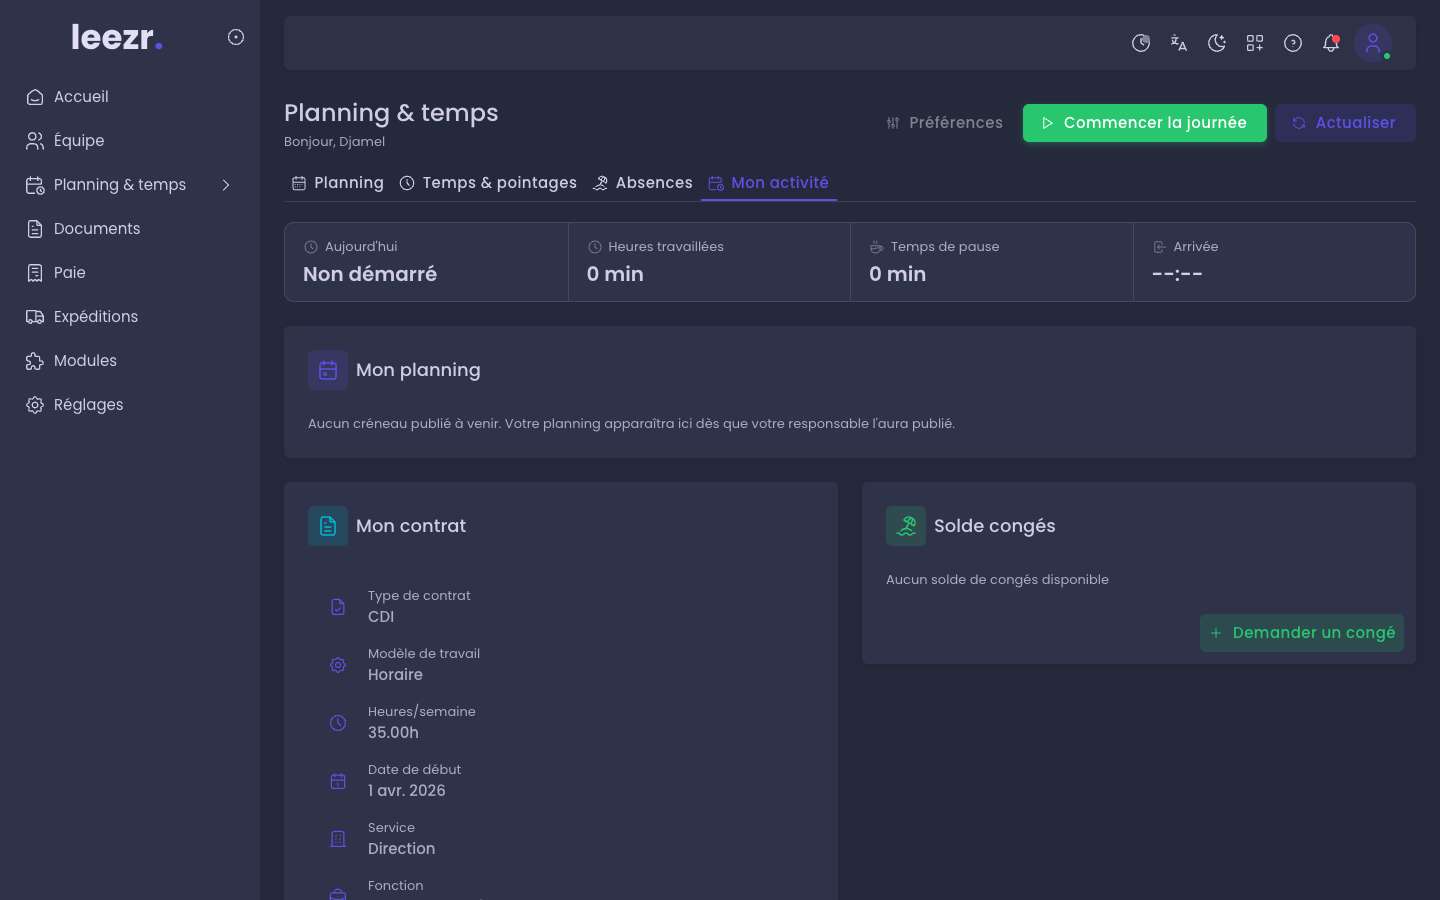 leezr.
Accueil
Équipe
Planning & temps
Documents
Paie
Expéditions
Modules
Réglages
Planning & temps
Bonjour, Djamel
Préférences
Commencer la journée
Actualiser
Planning
Temps & pointages
Absences
Mon activité
Aujourd'hui
Non démarré
Heures travaillées
0 min
Temps de pause
0 min
Arrivée
--:--
Mon planning
Aucun créneau publié à venir. Votre planning apparaîtra ici dès que votre responsable l'aura publié.
Mon contrat
Type de contrat
CDI
Modèle de travail
Horaire
Heures/semaine
35.00h
Date de début
1 avr. 2026
Service
Direction
Fonction
Solde congés
Aucun solde de congés disponible
Demander un congé